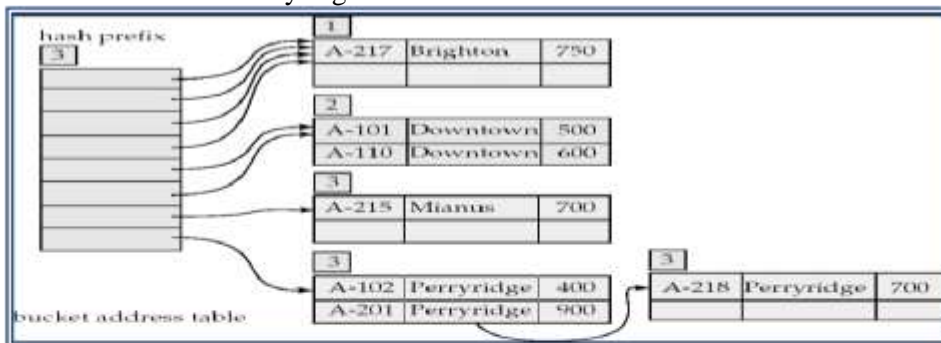 hash prefix
3
1
A-217 Brighton 750
2
A-101 Downtown 500
A-110 Downtown 600
3
A-215 Mianus 700
3
A-102 Perryridge 400
A-201 Perryridge 900
3
A-218 Perryridge 700
bucket address table